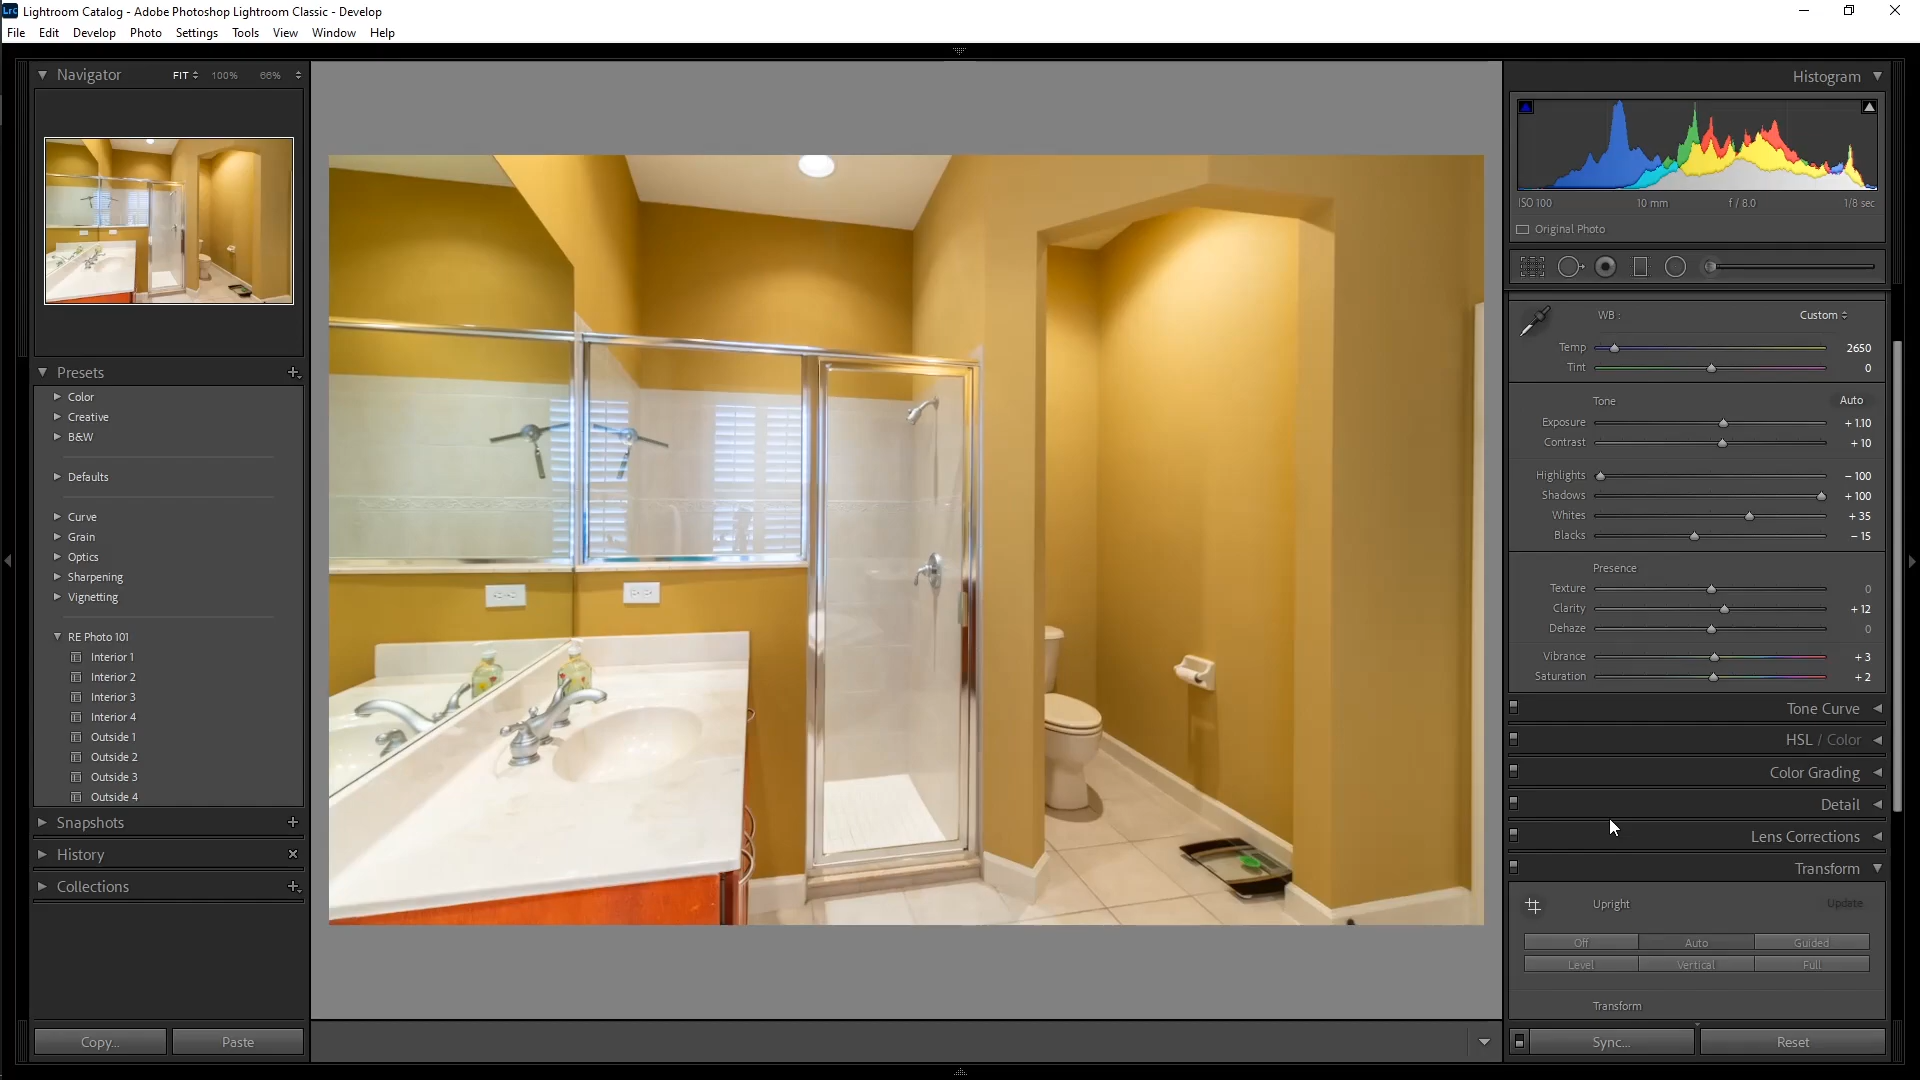 Lrc Lightroom Catalog - Adobe Photoshop Lightroom Classic - Develop
File Edit Develop Photo Settings Tools View Window Help
Navigator FIT 100% 66%
Presets
Color
Creative
B&W
Defaults
Curve
Grain
Optics
Sharpening
Vignetting
RE Photo 101
Interior 1
Interior 2
Interior 3
Interior 4
Outside 1
Outside 2
Outside 3
Outside 4
Snapshots
History
Collections
Copy... Paste
Histogram
ISO 100 10 mm f / 8.0 1/8 sec
Original Photo
WB : Custom
Temp 2650
Tint 0
Tone Auto
Exposure + 1.10
Contrast + 10
Highlights - 100
Shadows + 100
Whites + 35
Blacks - 15
Presence
Texture 0
Clarity + 12
Dehaze 0
Vibrance + 3
Saturation + 2
Tone Curve
HSL / Color
Color Grading
Detail
Lens Corrections
Transform
Upright Update
Off Auto Guided
Level Vertical Full
Transform
Sync... Reset